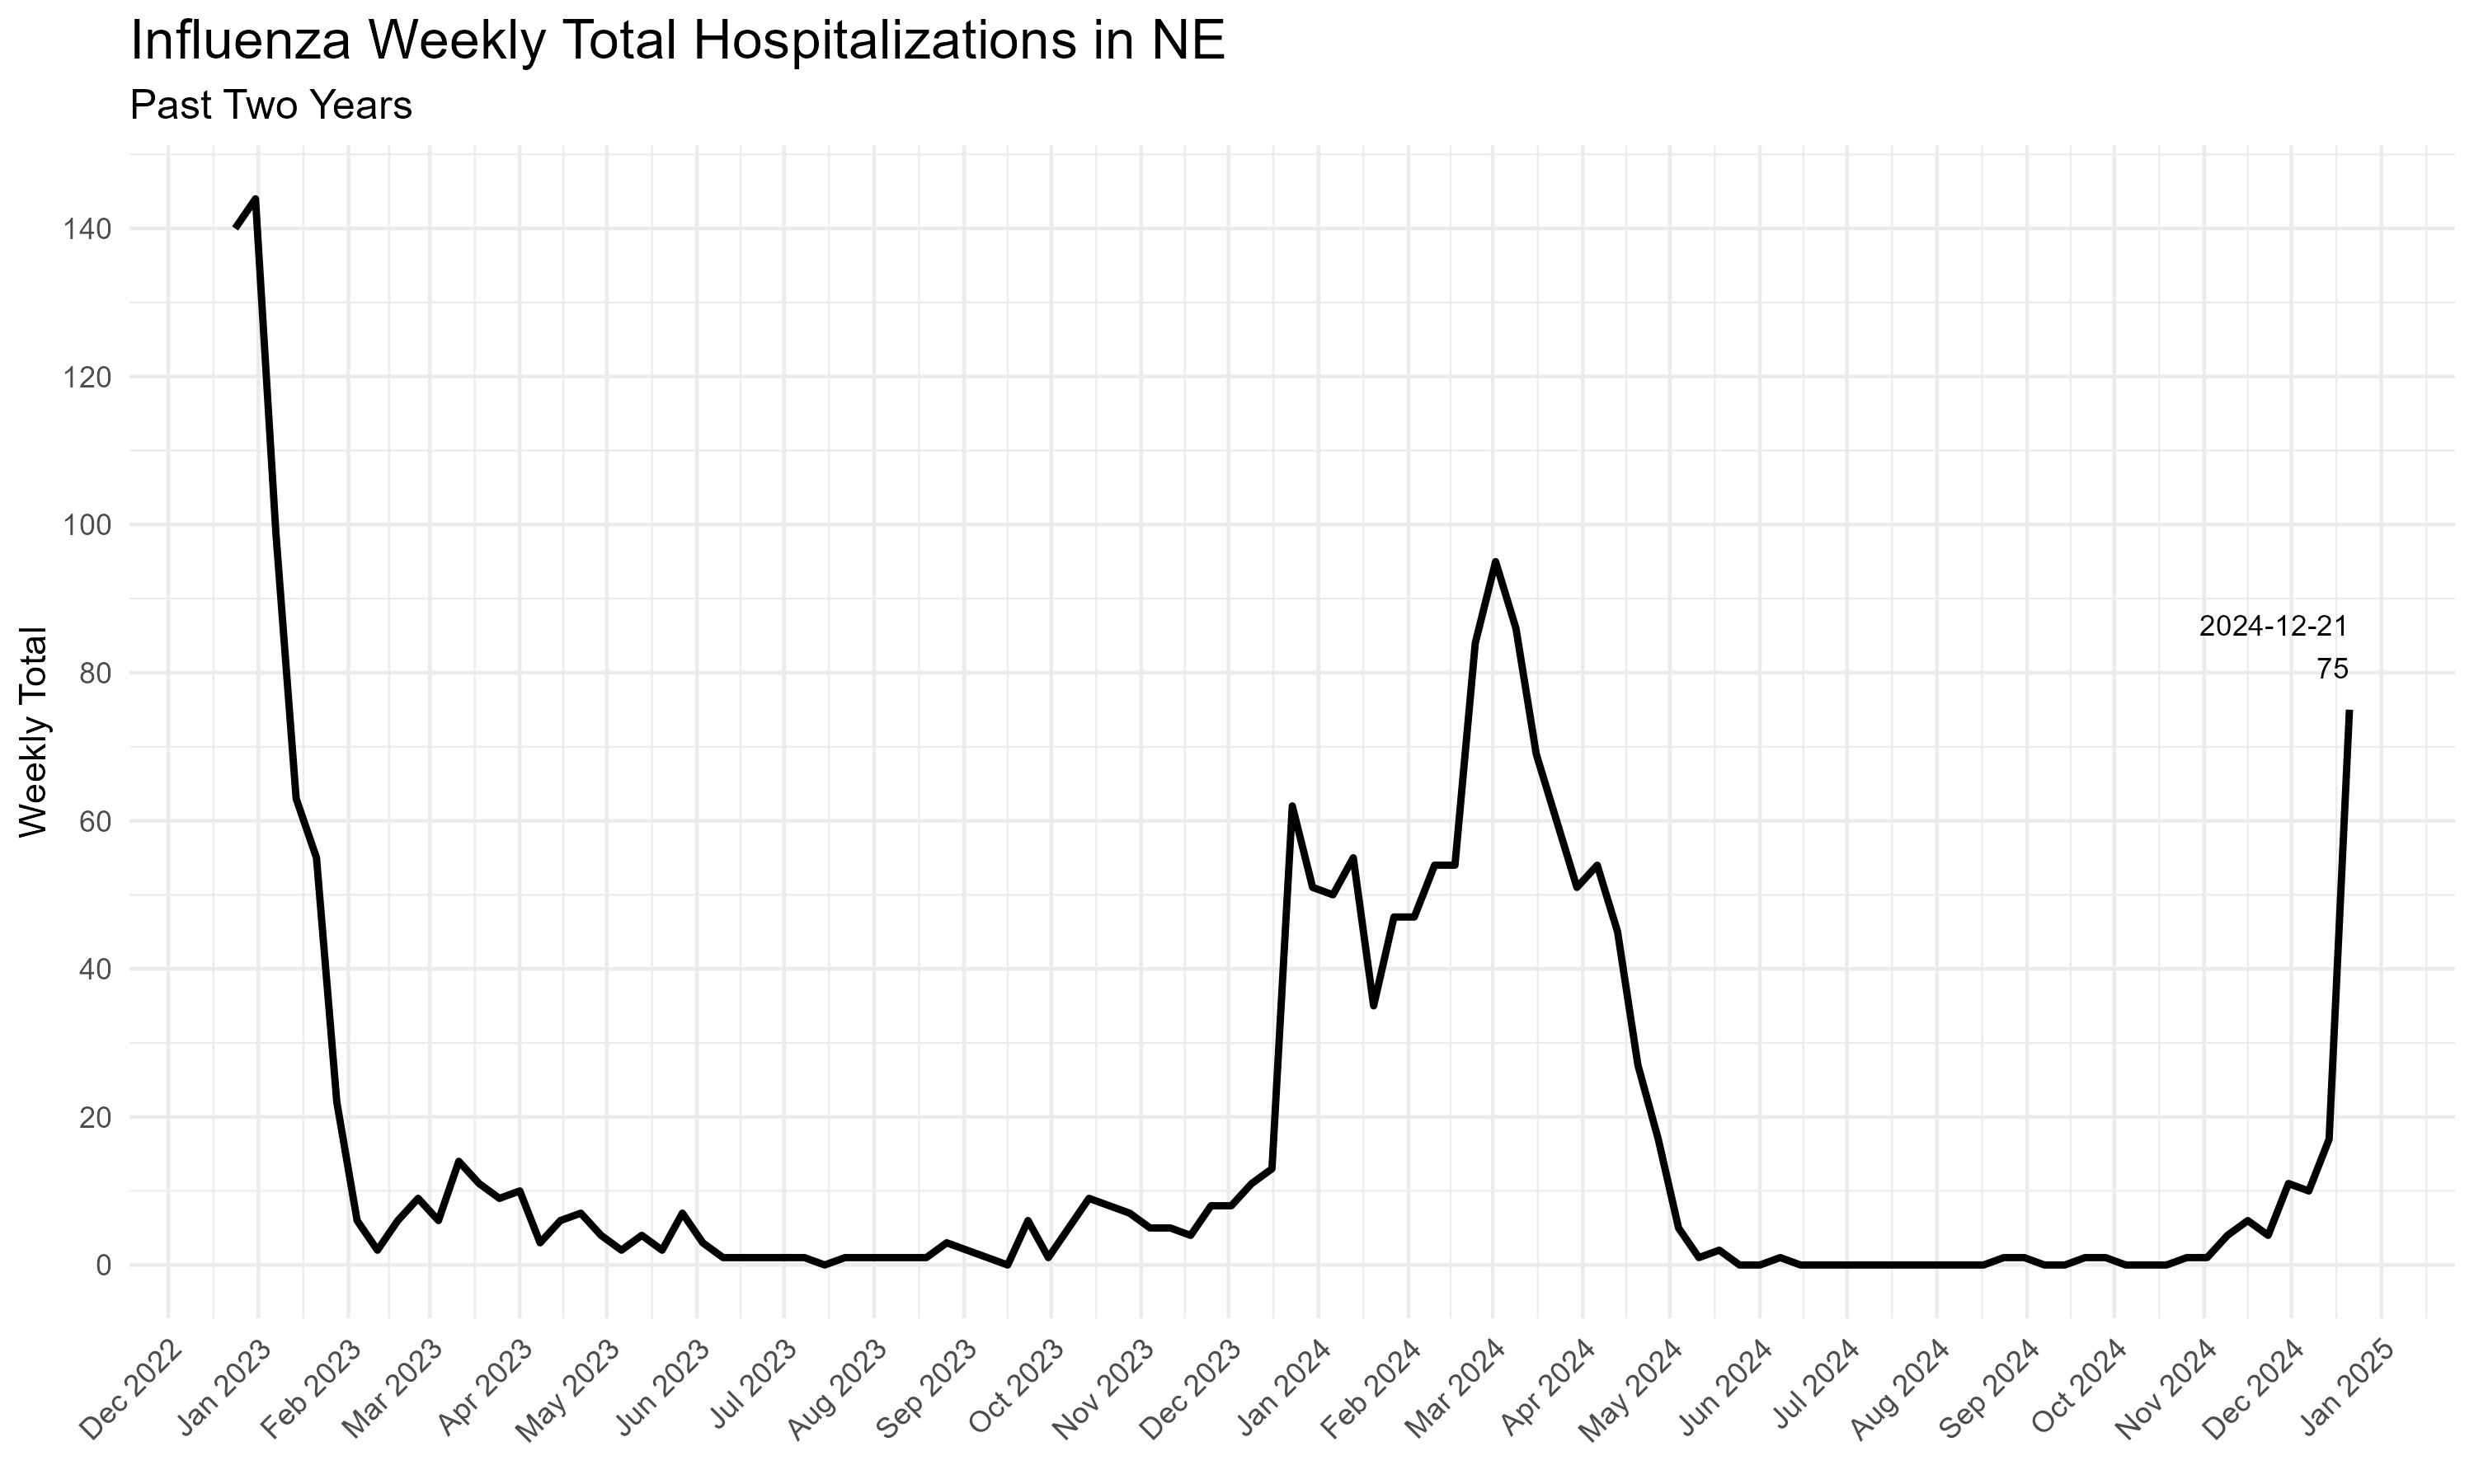 Influenza Weekly Total Hospitalizations in NE
Past Two Years
Weekly Total
140
120
100
80
60
40
20
0
2024-12-21
75
Dec 2022
Jan 2023
Feb 2023
Mar 2023
Apr 2023
May 2023
Jun 2023
Jul 2023
Aug 2023
Sep 2023
Oct 2023
Nov 2023
Dec 2023
Jan 2024
Feb 2024
Mar 2024
Apr 2024
May 2024
Jun 2024
Jul 2024
Aug 2024
Sep 2024
Oct 2024
Nov 2024
Dec 2024
Jan 2025